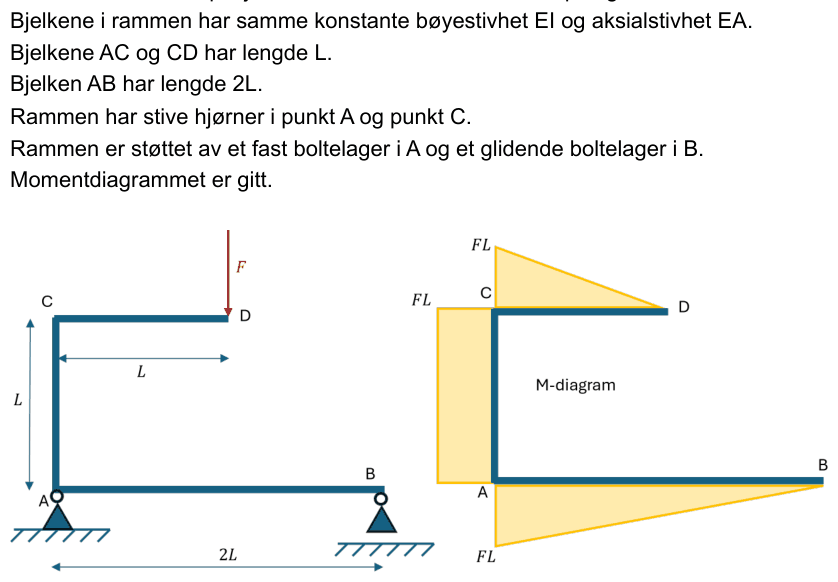 Bjelkene i rammen har samme konstante bøyestivhet EI og aksialstivhet EA.
Bjelkene AC og CD har lengde L.
Bjelken AB har lengde 2L.
Rammen har stive hjørner i punkt A og punkt C.
Rammen er støttet av et fast boltelager i A og et glidende boltelager i B.
Momentdiagrammet er gitt.
FL
F
C
D
FL
C
D
L
L
M-diagram
B
B
A
A
2L
FL